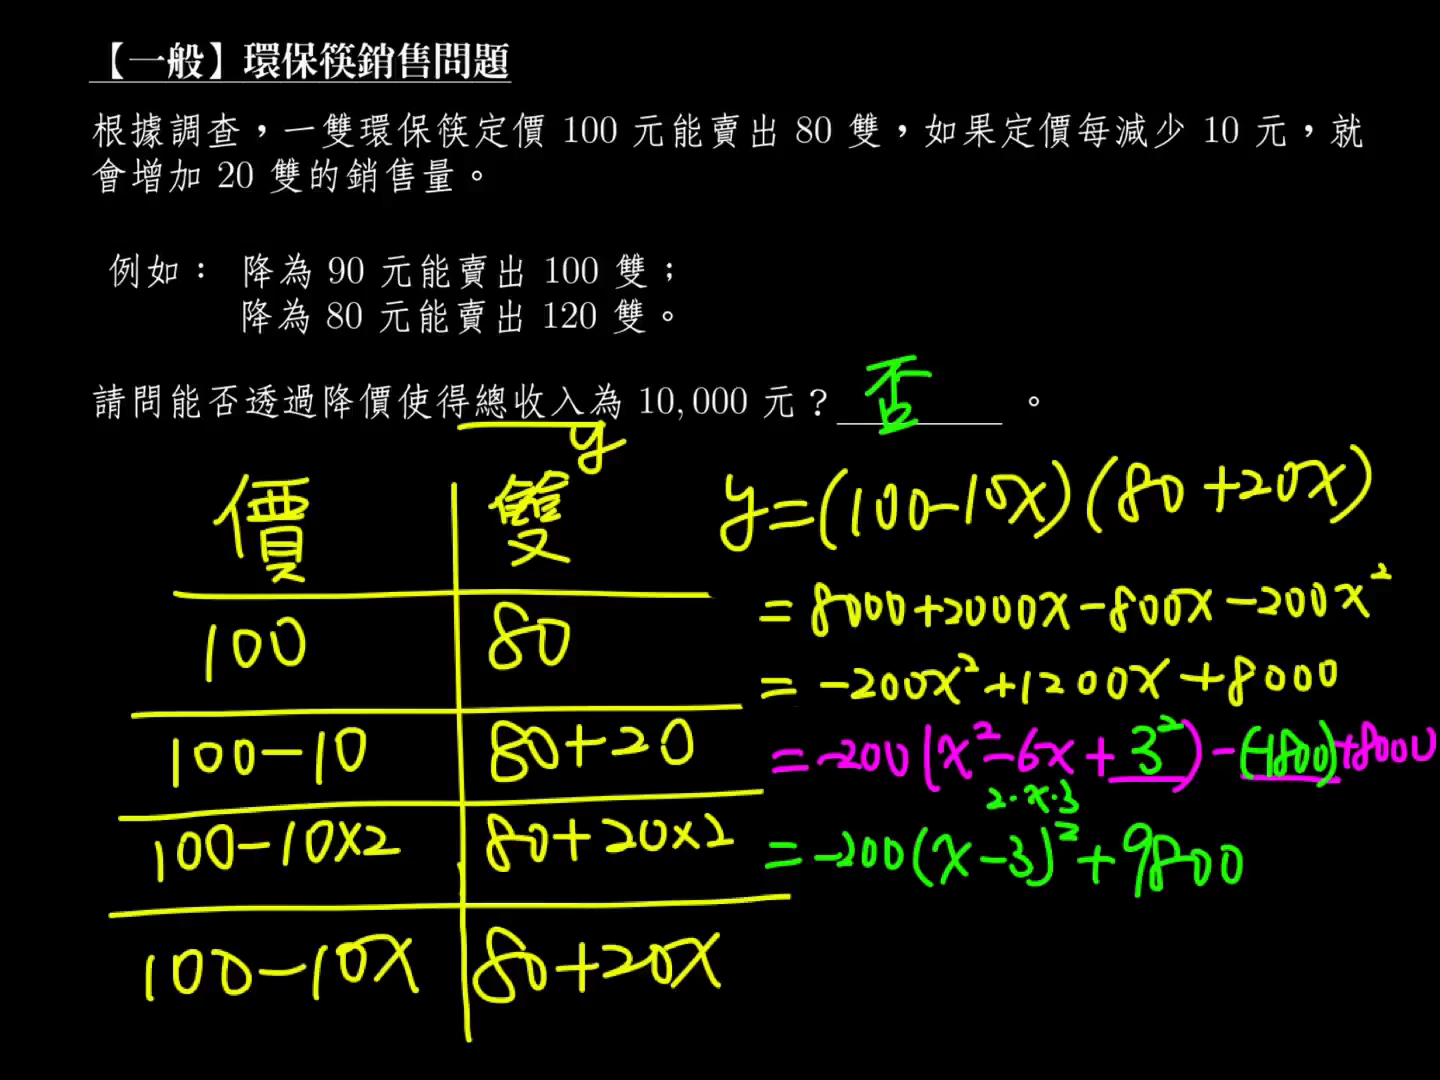 【一般】環保筷銷售問題
根據調查，一雙環保筷定價 100 元能賣出 80 雙，如果定價每減少 10 元，就
會增加 20 雙的銷售量。
例如： 降為 90 元能賣出 100 雙；
降為 80 元能賣出 120 雙。
請問能否透過降價使得總收入為 10,000 元？ 否 。
y
價 雙
100 80
100-10 80+20
100-10×2 80+20×2
100-10x 80+20x
y=(100-10x)(80+20x)
=8000+2000x-800x-200x²
=-200x²+1200x+8000
=-200(x²-6x+3²)-(-1800)+8000
2·x·3
=-200(x-3)²+9800